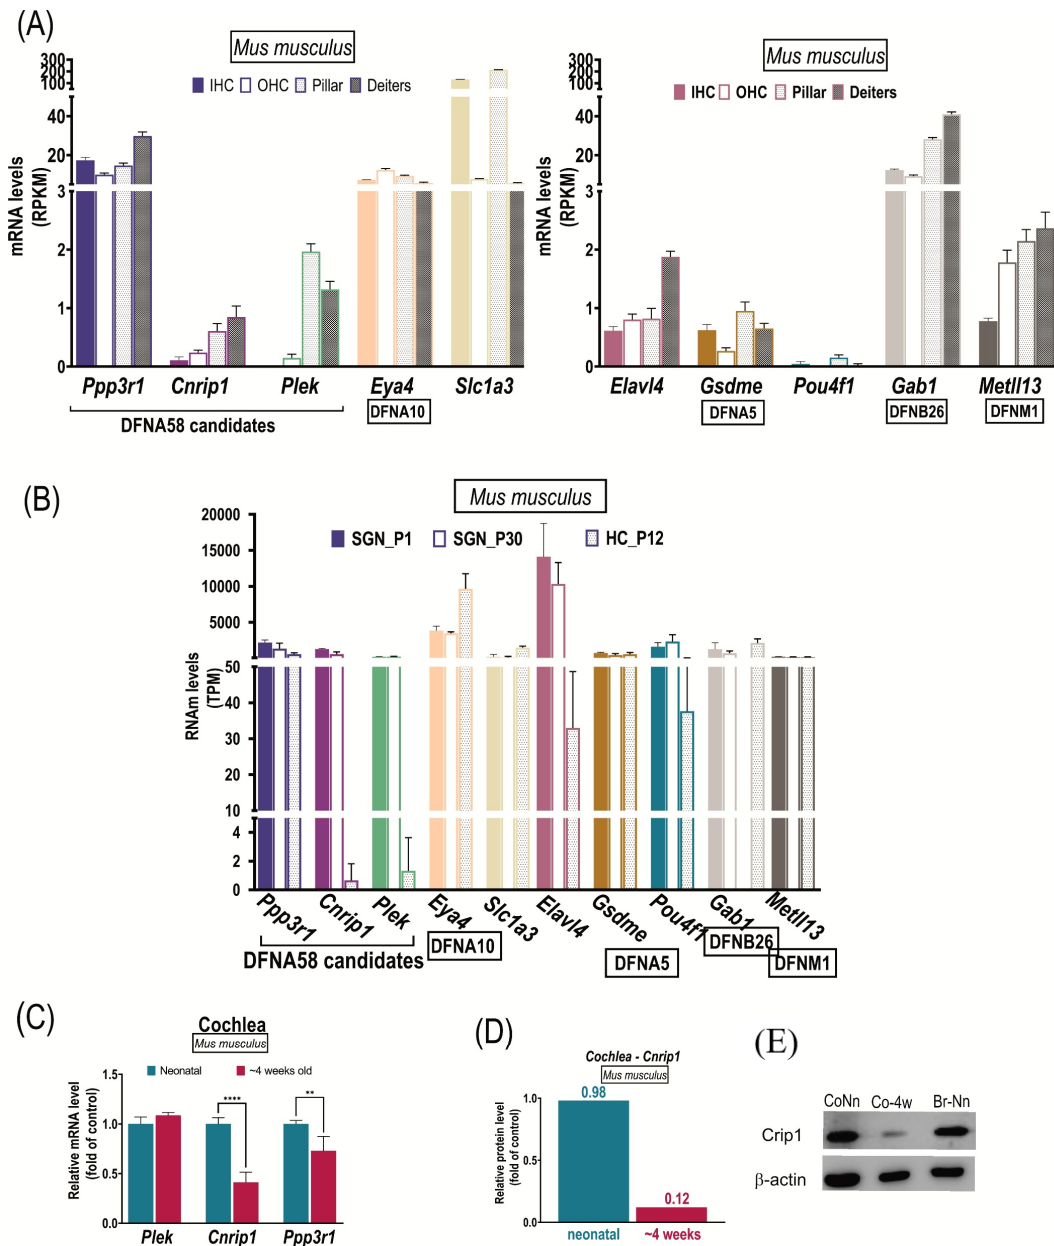 (A)
Mus musculus
IHC OHC Pillar Deiters
mRNA levels
(RPKM)
300
200
100
40
20
3
2
1
0
Ppp3r1 Cnrip1 Plek Eya4 Slc1a3
DFNA58 candidates
DFNA10
Mus musculus
IHC OHC Pillar Deiters
mRNA levels
(RPKM)
300
200
100
40
20
3
2
1
0
Elavl4 Gsdme Pou4f1 Gab1 Metll13
DFNA5 DFNB26 DFNM1
(B)
Mus musculus
SGN_P1 SGN_P30 HC_P12
RNAm levels
(TPM)
20000
15000
10000
5000
50
40
30
20
10
4
2
0
Ppp3r1 Cnrip1 Plek Eya4 Slc1a3 Elavl4 Gsdme Pou4f1 Gab1 Metll13
DFNA58 candidates DFNA10 DFNA5 DFNB26 DFNM1
(C)
Cochlea
Mus musculus
Neonatal ~4 weeks old
Relative mRNA level
(fold of control)
1.5
1.0
0.5
0.0
**** **
Plek Cnrip1 Ppp3r1
(D)
Cochlea - Cnrip1
Mus musculus
Relative protein level
(fold of control)
1.0
0.5
0.0
0.98
0.12
neonatal ~4 weeks
(E)
CoNn Co-4w Br-Nn
Crip1
β-actin